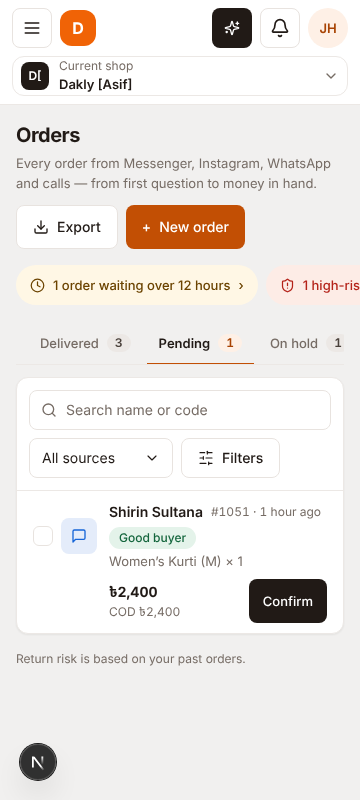 D
JH
D[
Current shop
Dakly [Asif]
Orders
Every order from Messenger, Instagram, WhatsApp
and calls — from first question to money in hand.
Export
+ New order
1 order waiting over 12 hours ›
1 high-ris
Delivered 3
Pending 1
On hold 1
Search name or code
All sources
Filters
Shirin Sultana #1051 · 1 hour ago
Good buyer
Women's Kurti (M) × 1
৳2,400
COD ৳2,400
Confirm
Return risk is based on your past orders.
N